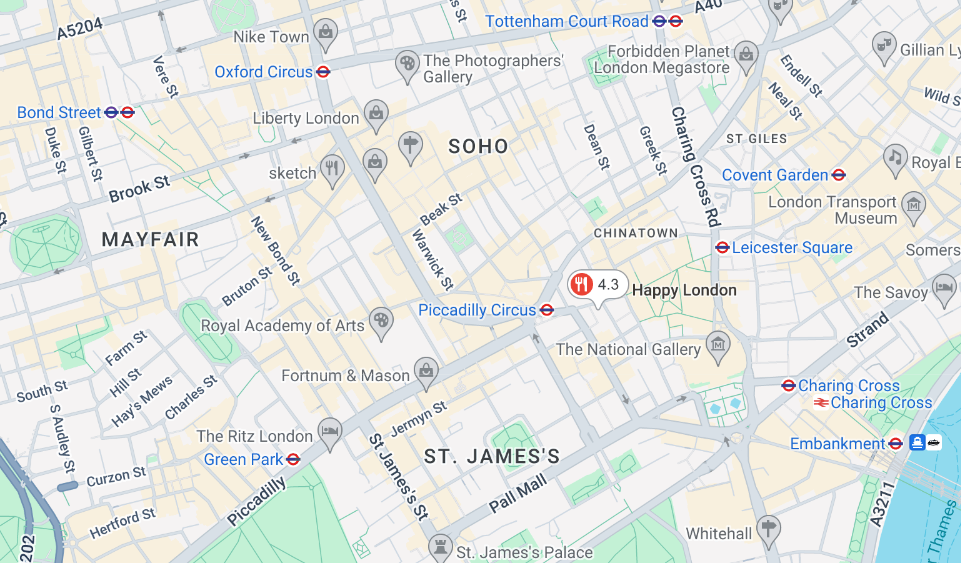 Tottenham Court Road
A40
A5204
Nike Town
Oxford Circus
The Photographers'
Gallery
Forbidden Planet
London Megastore
Gillian Ly
Vere St
Bond Street
Liberty London
Endell St
Neal St
Wild S
Duke St
Gilbert St
SOHO
Dean St
Greek St
Charing Cross Rd
ST GILES
sketch
Brook St
Covent Garden
Royal
London Transport
Museum
Beak St
MAYFAIR
New Bond St
Warwick St
CHINATOWN
Leicester Square
Somers
Bruton St
4.3
Happy London
The Savoy
Piccadilly Circus
Royal Academy of Arts
Strand
Farm St
The National Gallery
Hill St
Fortnum & Mason
South St
Hay's Mews
Charles St
Charing Cross
Charing Cross
S Audley St
Jermyn St
The Ritz London
Green Park
St James's St
ST. JAMES'S
Embankment
Curzon St
Piccadilly
Pall Mall
A3211
Hertford St
Whitehall
202
St. James's Palace
Thames